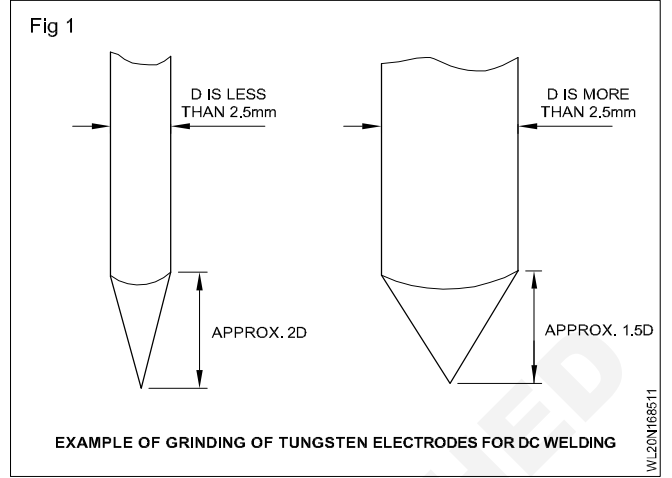 Fig 1
D IS LESS
THAN 2.5mm
D IS MORE
THAN 2.5mm
APPROX. 2D
APPROX. 1.5D
EXAMPLE OF GRINDING OF TUNGSTEN ELECTRODES FOR DC WELDING
WL20N168511